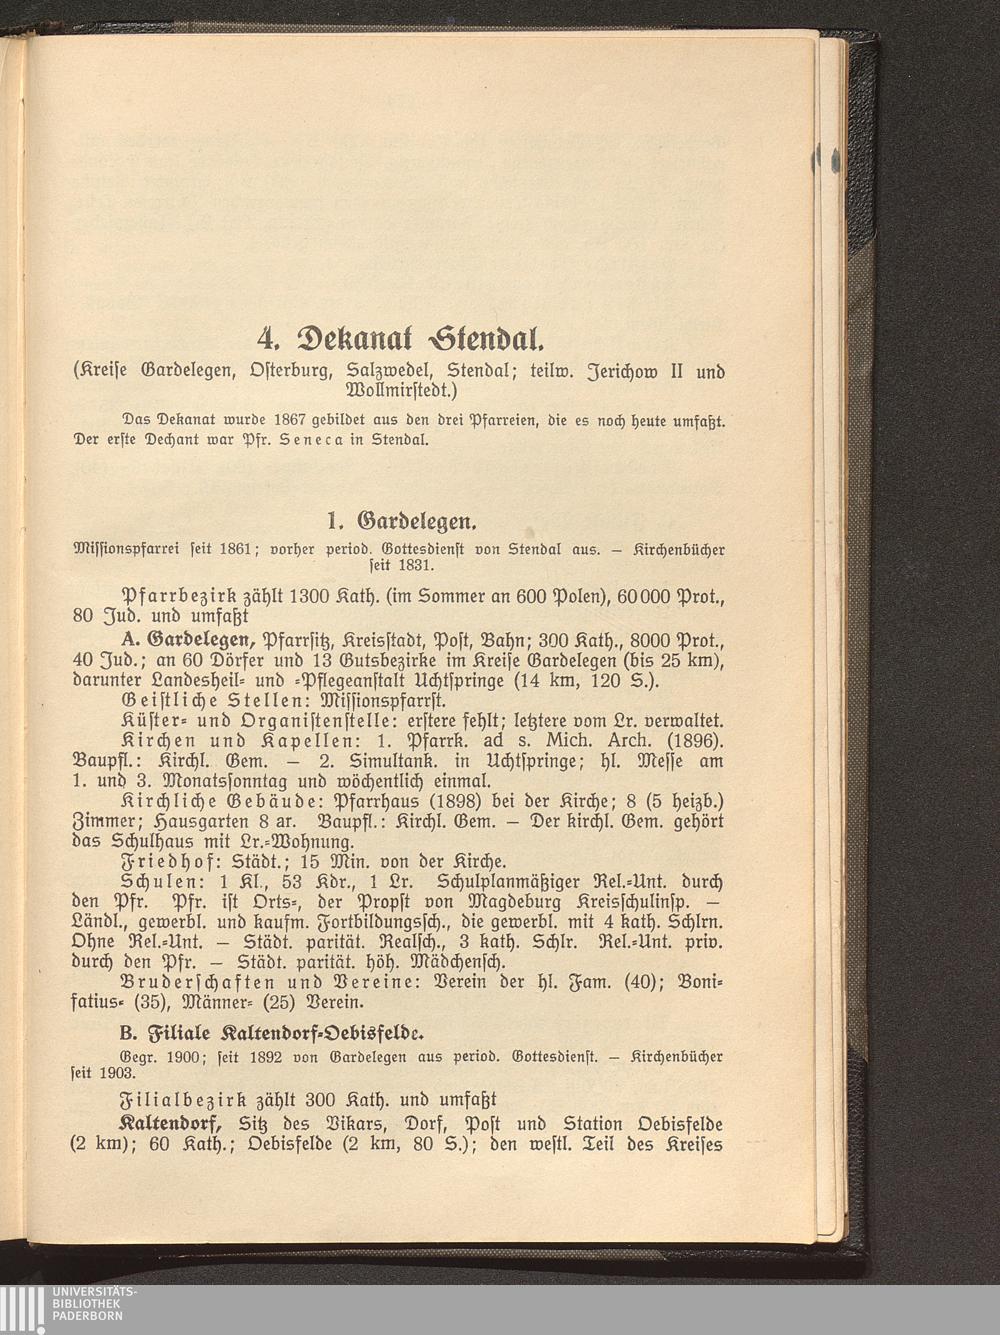 4. Dekanat Stendal.
(Kreise Gardelegen, Osterburg, Salzwedel, Stendal; teilw. Jerichow II und
Wollmirstedt.)
Das Dekanat wurde 1867 gebildet aus den drei Pfarreien, die es noch heute umfaßt.
Der erste Dechant war Pfr. Seneca in Stendal.
1. Gardelegen.
Missionspfarrei seit 1861; vorher period. Gottesdienst von Stendal aus. — Kirchenbücher
seit 1831.
Pfarrbezirk zählt 1300 Kath. (im Sommer an 600 Polen), 60000 Prot.,
80 Jud. und umfaßt
A. Gardelegen, Pfarrsitz, Kreisstadt, Post, Bahn; 300 Kath., 8000 Prot.,
40 Jud.; an 60 Dörfer und 13 Gutsbezirke im Kreise Gardelegen (bis 25 km),
darunter Landesheil- und -Pflegeanstalt Uchtspringe (14 km, 120 S.).
Geistliche Stellen: Missionspfarrst.
Küster- und Organistenstelle: erstere fehlt; letztere vom Lr. verwaltet.
Kirchen und Kapellen: 1. Pfarrk. ad s. Mich. Arch. (1896).
Baupfl.: Kirchl. Gem. — 2. Simultank. in Uchtspringe; hl. Messe am
1. und 3. Monatssonntag und wöchentlich einmal.
Kirchliche Gebäude: Pfarrhaus (1898) bei der Kirche; 8 (5 heizb.)
Zimmer; Hausgarten 8 ar. Baupfl.: Kirchl. Gem. — Der kirchl. Gem. gehört
das Schulhaus mit Lr.-Wohnung.
Friedhof: Städt.; 15 Min. von der Kirche.
Schulen: 1 Kl., 53 Kdr., 1 Lr. Schulplanmäßiger Rel.-Unt. durch
den Pfr. Pfr. ist Orts-, der Propst von Magdeburg Kreisschulinsp. —
Ländl., gewerbl. und kaufm. Fortbildungssch., die gewerbl. mit 4 kath. Schlrn.
Ohne Rel.-Unt. — Städt. parität. Realsch., 3 kath. Schlr. Rel.-Unt. priv.
durch den Pfr. — Städt. parität. höh. Mädchensch.
Bruderschaften und Vereine: Verein der hl. Fam. (40); Boni-
fatius- (35), Männer- (25) Verein.
B. Filiale Kaltendorf-Oebisfelde.
Gegr. 1900; seit 1892 von Gardelegen aus period. Gottesdienst. — Kirchenbücher
seit 1903.
Filialbezirk zählt 300 Kath. und umfaßt
Kaltendorf, Sitz des Vikars, Dorf, Post und Station Oebisfelde
(2 km); 60 Kath.; Oebisfelde (2 km, 80 S.); den westl. Teil des Kreises
UNIVERSITÄTS-
BIBLIOTHEK
PADERBORN